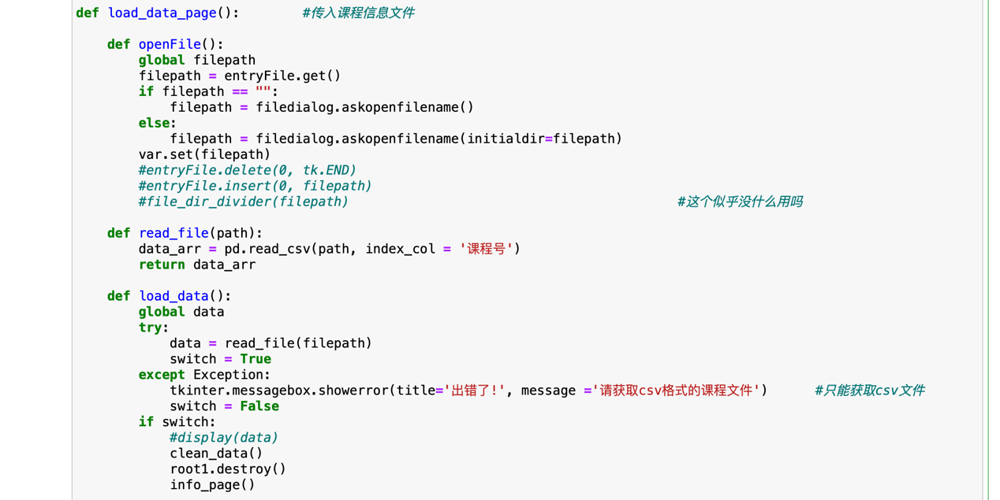 def load_data_page():        #传入课程信息文件
    def openFile():
        global filepath
        filepath = entryFile.get()
        if filepath == "":
            filepath = filedialog.askopenfilename()
        else:
            filepath = filedialog.askopenfilename(initialdir=filepath)
        var.set(filepath)
        #entryFile.delete(0, tk.END)
        #entryFile.insert(0, filepath)
        #file_dir_divider(filepath)                                          #这个似乎没什么用吗
    def read_file(path):
        data_arr = pd.read_csv(path, index_col = '课程号')
        return data_arr
    def load_data():
        global data
        try:
            data = read_file(filepath)
            switch = True
        except Exception:
            tkinter.messagebox.showerror(title='出错了!', message ='请获取csv格式的课程文件')      #只能获取csv文件
            switch = False
        if switch:
            #display(data)
            clean_data()
            root1.destroy()
            info_page()